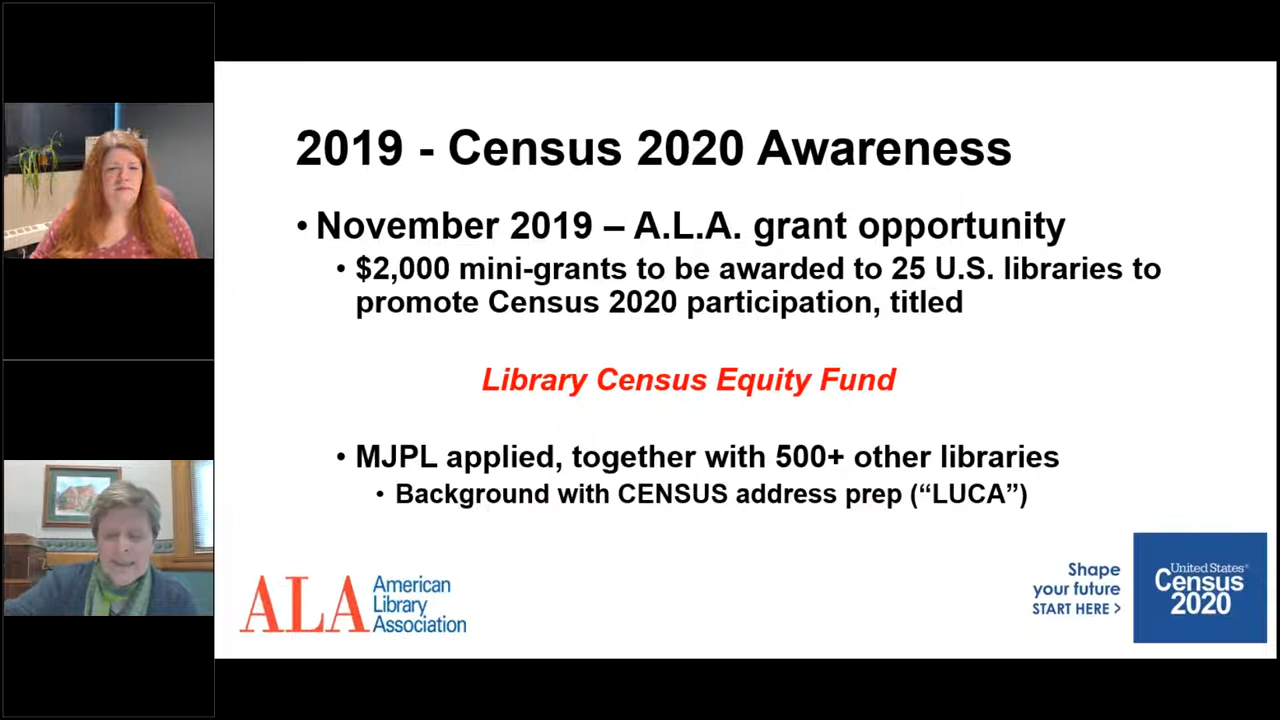 2019 - Census 2020 Awareness
• November 2019 – A.L.A. grant opportunity
• $2,000 mini-grants to be awarded to 25 U.S. libraries to
promote Census 2020 participation, titled
Library Census Equity Fund
• MJPL applied, together with 500+ other libraries
• Background with CENSUS address prep (“LUCA”)
ALA American
Library
Association
Shape
your future
START HERE >
United States®
Census
2020